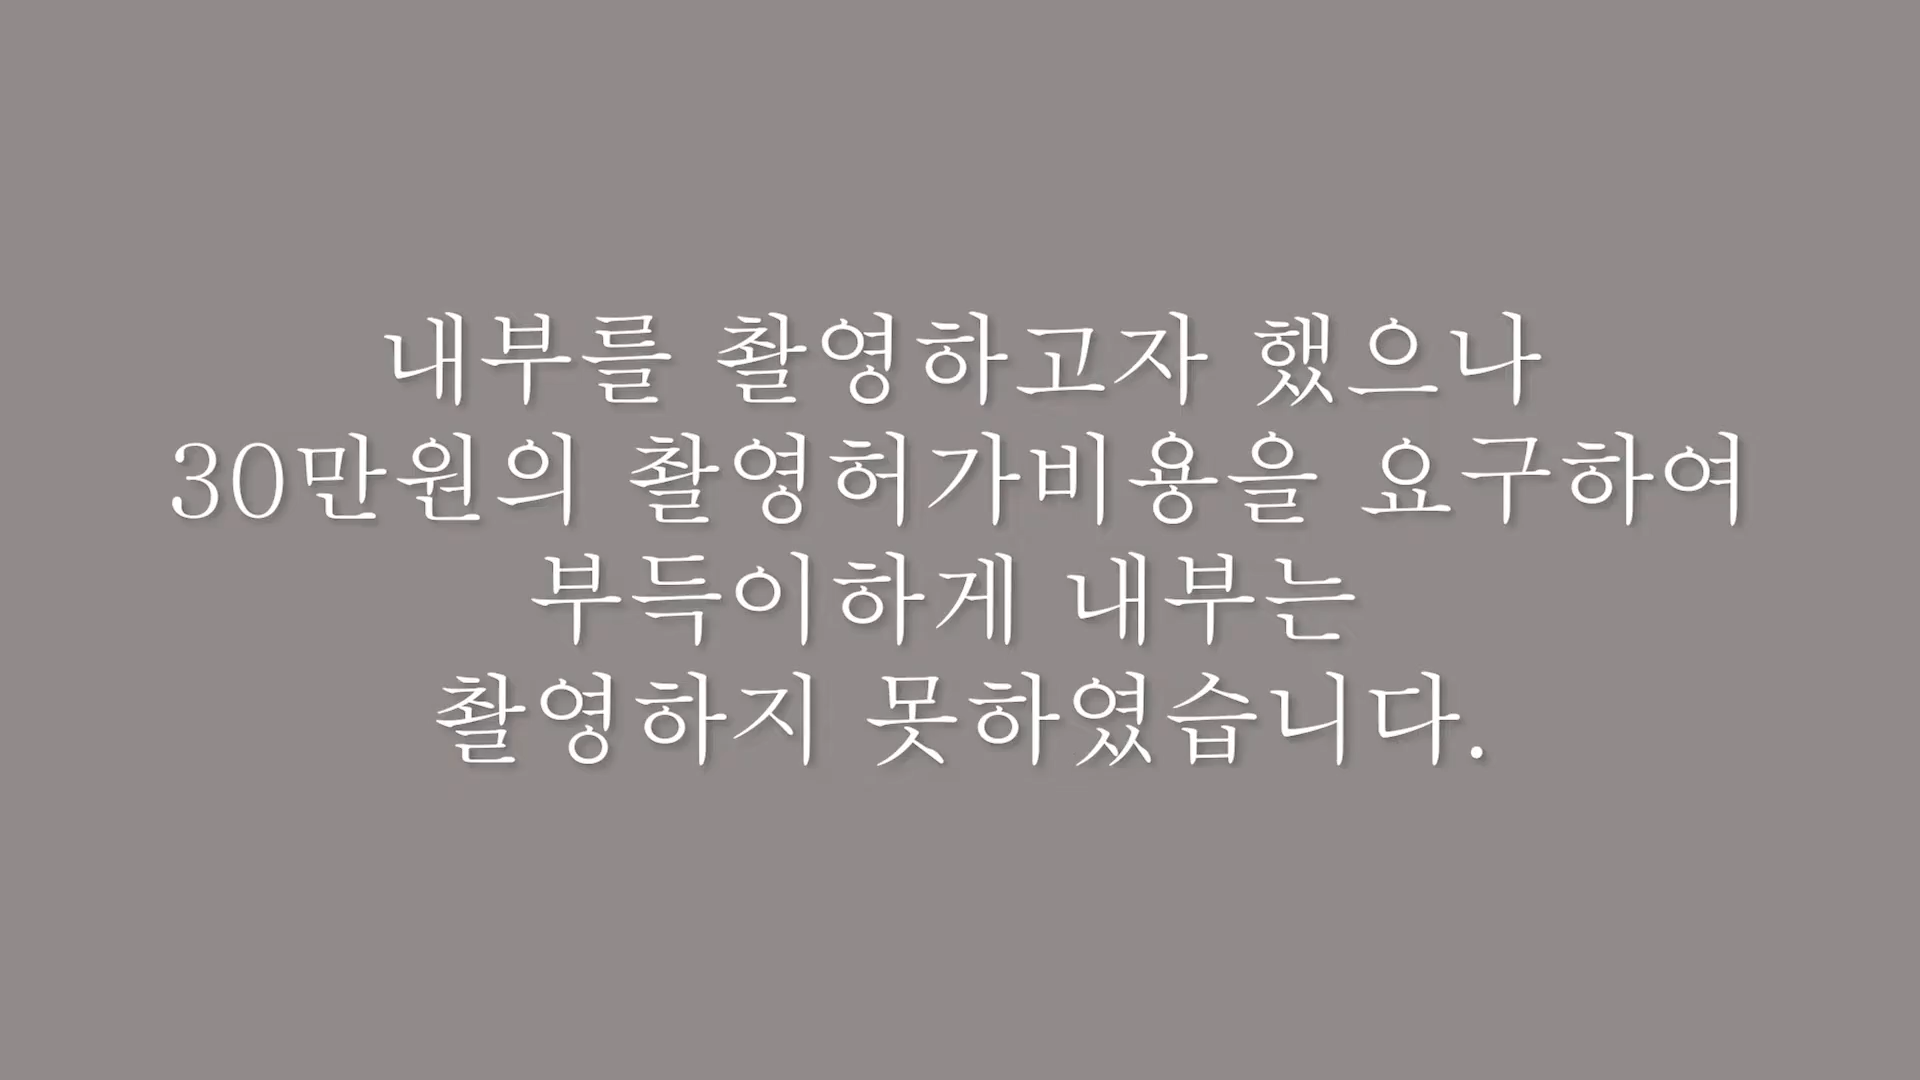 내부를 촬영하고자 했으나
30만원의 촬영허가비용을 요구하여
부득이하게 내부는
촬영하지 못하였습니다.